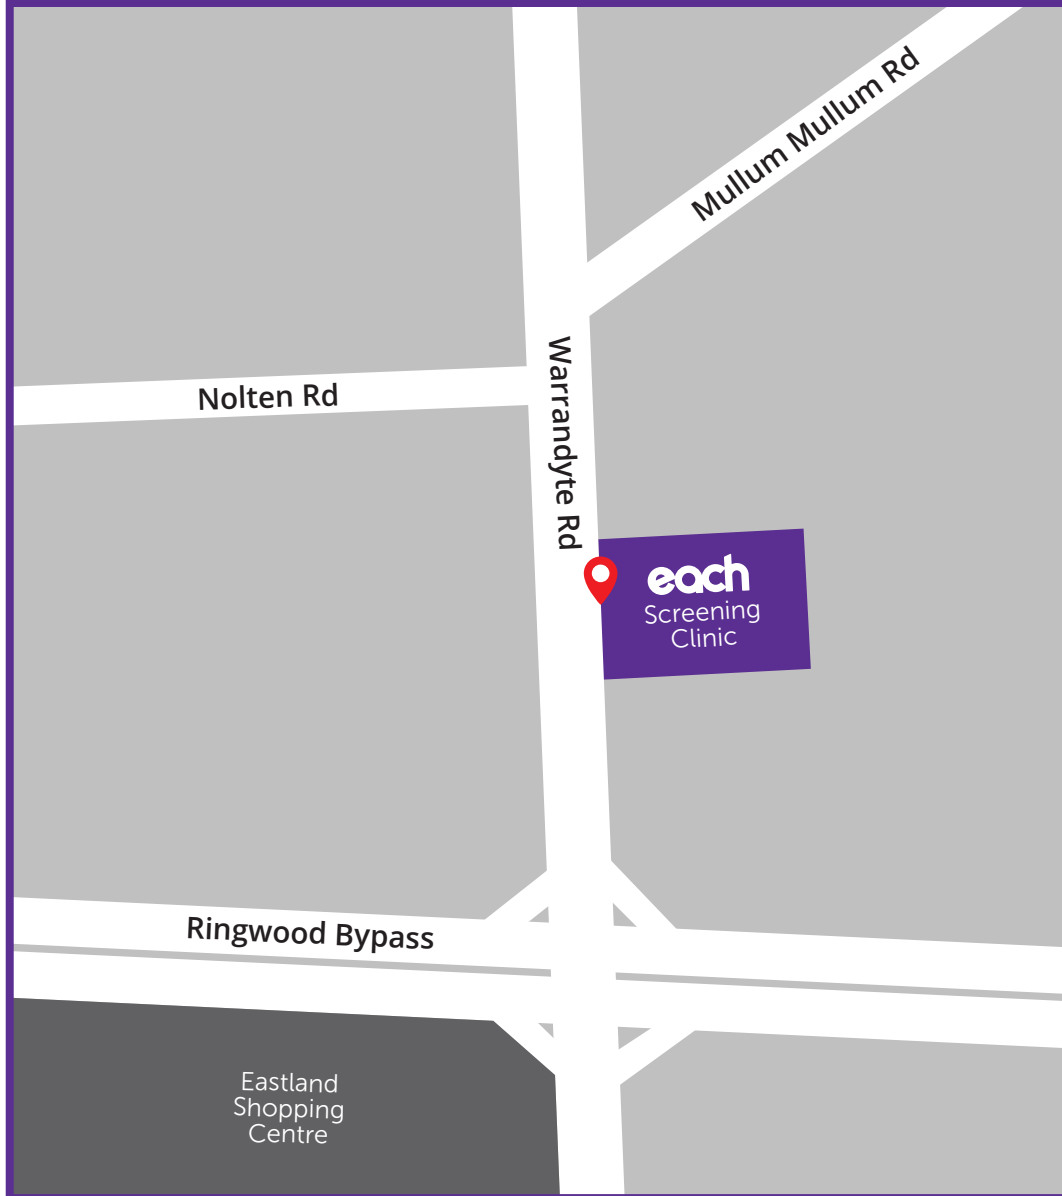 Mullum Mullum Rd
Nolten Rd
Warrandyte Rd
each
Screening
Clinic
Ringwood Bypass
Eastland
Shopping
Centre